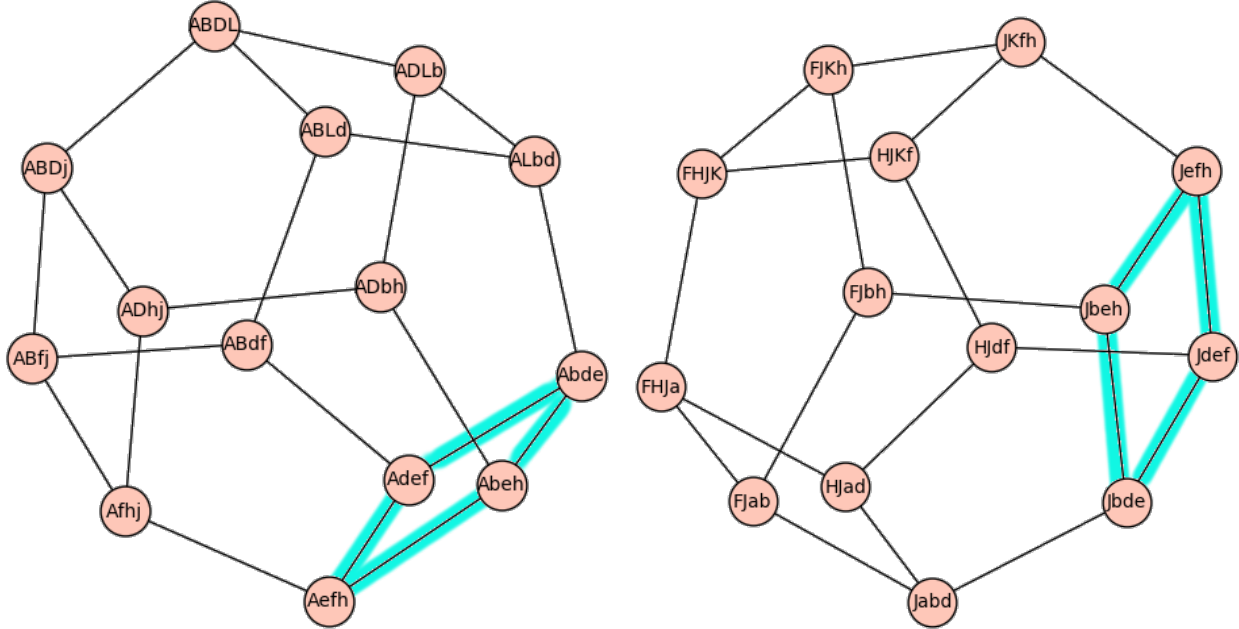 ABDL
ADLb
ABLd
ALbd
ABDj
ADbh
ADhj
ABdf
ABfj
Abde
Adef
Abeh
Afhj
Aefh
JKfh
FJKh
HJKf
FHJK
Jefh
FJbh
Jbeh
HJdf
Jdef
FHJa
HJad
FJab
Jbde
Jabd